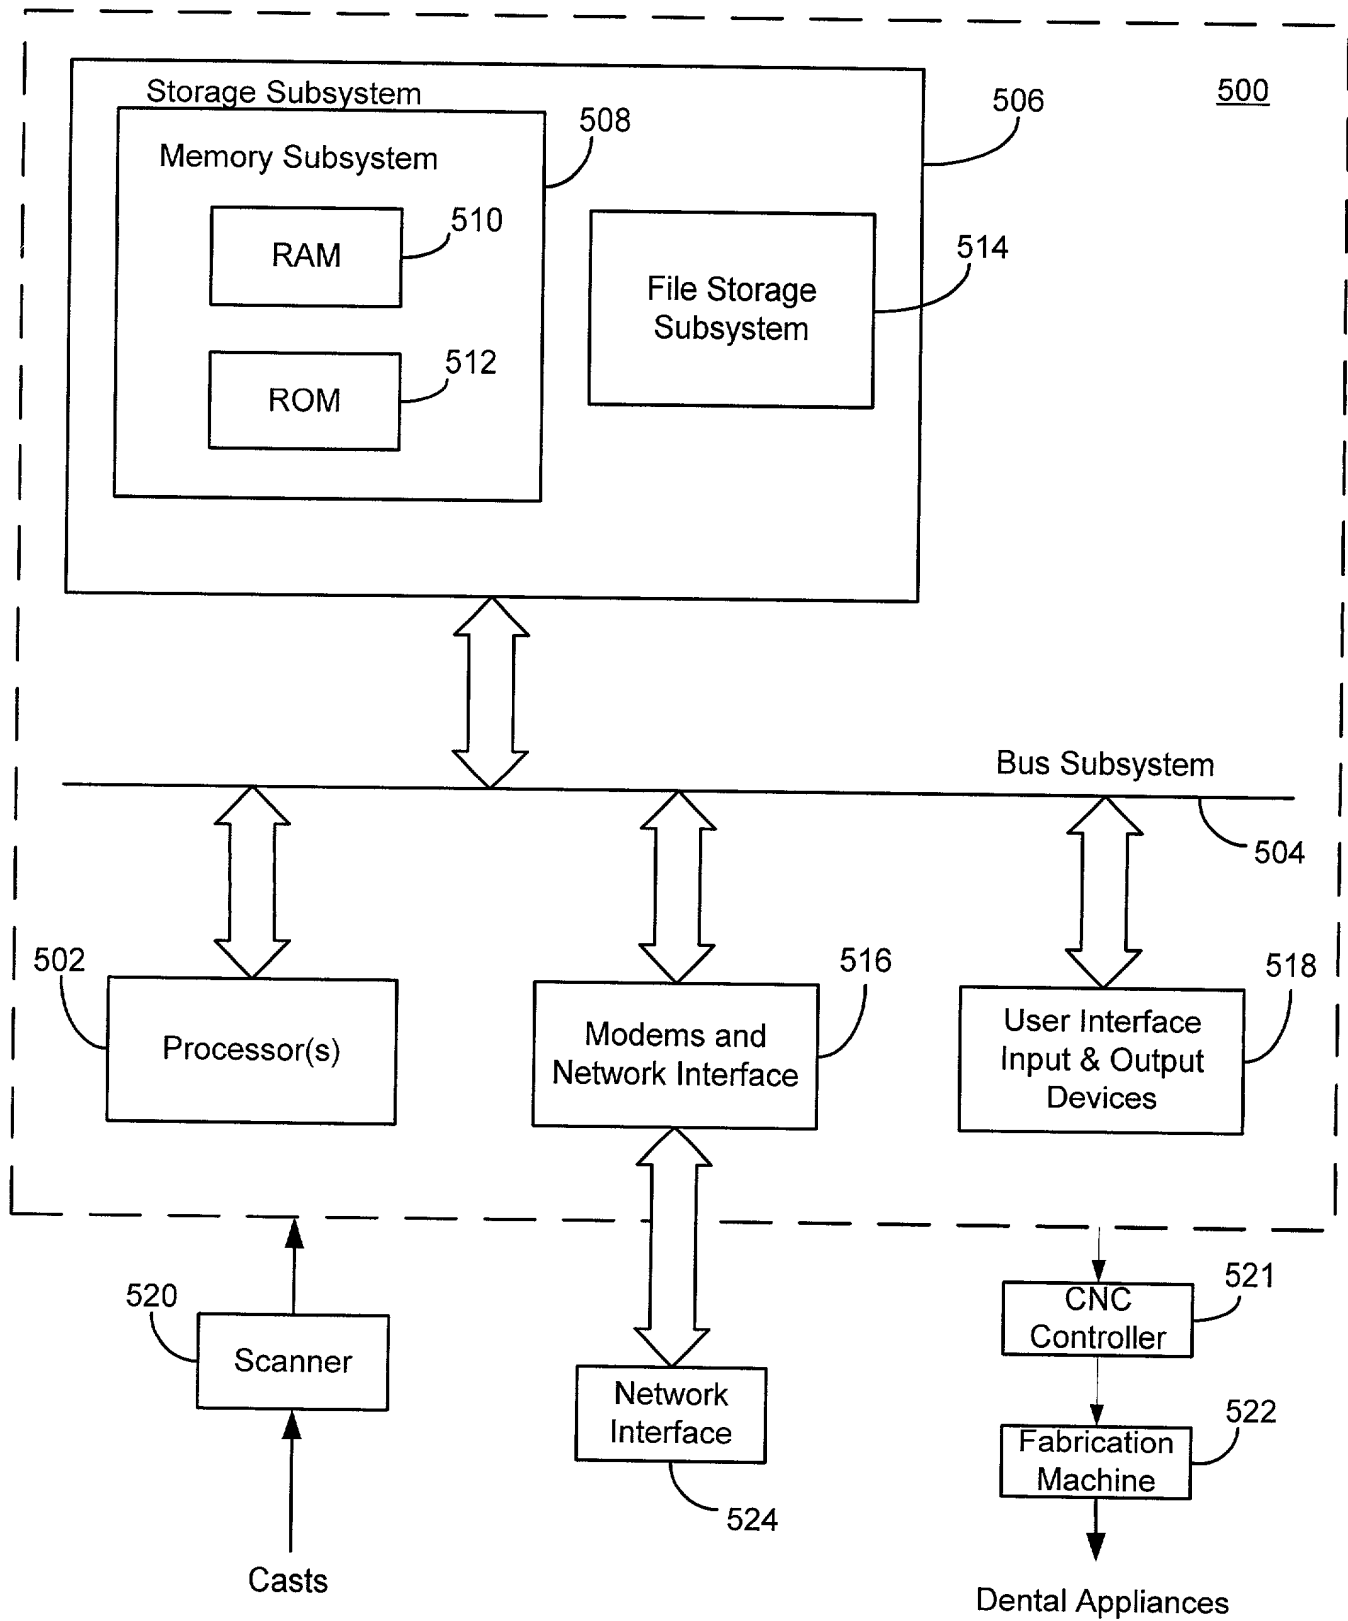 500
Storage Subsystem
506
508
Memory Subsystem
510
RAM
514
File Storage
Subsystem
512
ROM
Bus Subsystem
504
502
Processor(s)
516
Modems and
Network Interface
518
User Interface
Input & Output
Devices
520
Scanner
Casts
Network
Interface
524
521
CNC
Controller
522
Fabrication
Machine
Dental Appliances